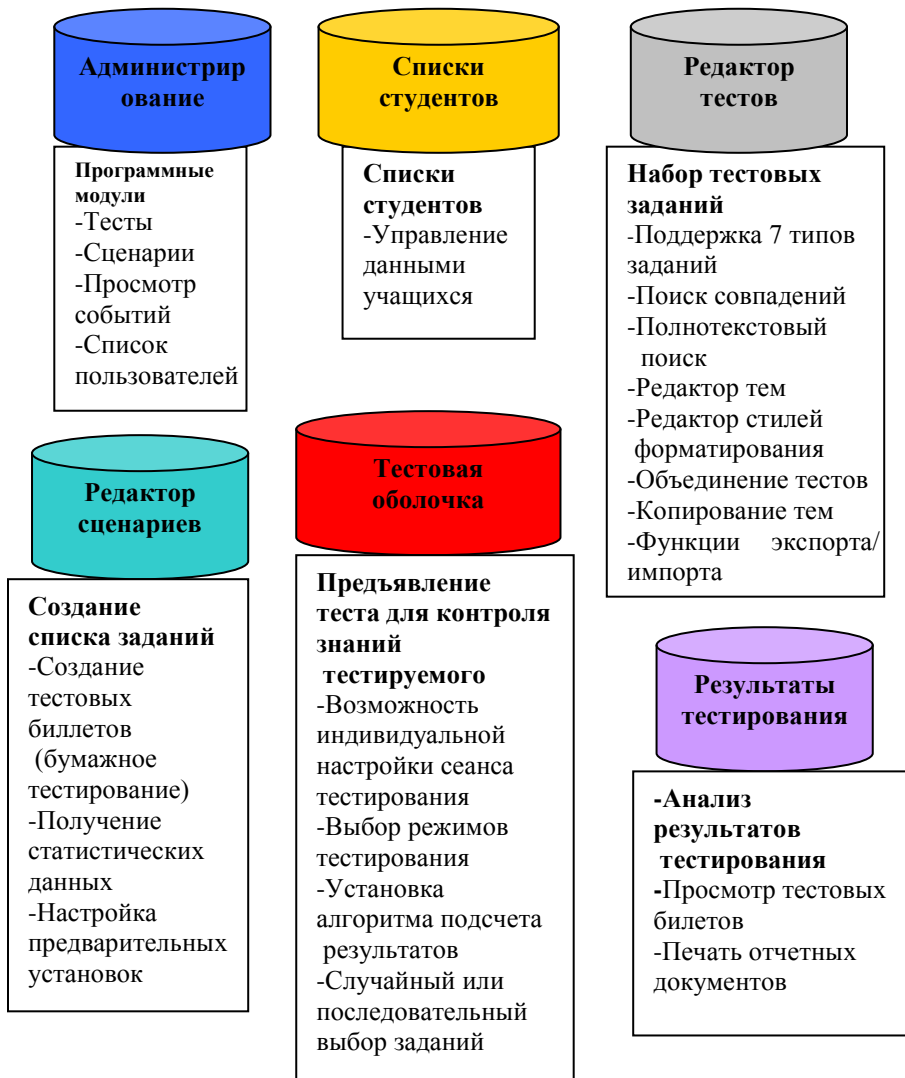 Администрир
ование
Программные
модули
-Тесты
-Сценарии
-Просмотр
событий
-Список
пользователей
Списки
студентов
Списки
студентов
-Управление
данными
учащихся
Редактор
тестов
Набор тестовых
заданий
-Поддержка 7 типов
заданий
-Поиск совпадений
-Полнотекстовый
поиск
-Редактор тем
-Редактор стилей
форматирования
-Объединение тестов
-Копирование тем
-Функции экспорта/
импорта
Редактор
сценариев
Создание
списка заданий
-Создание
тестовых
биллетов
(бумажное
тестирование)
-Получение
статистических
данных
-Настройка
предварительных
установок
Тестовая
оболочка
Предъявление
теста для контроля
знаний
тестируемого
-Возможность
индивидуальной
настройки сеанса
тестирования
-Выбор режимов
тестирования
-Установка
алгоритма подсчета
результатов
-Случайный или
последовательный
выбор заданий
Результаты
тестирования
-Анализ
результатов
тестирования
-Просмотр тестовых
билетов
-Печать отчетных
документов